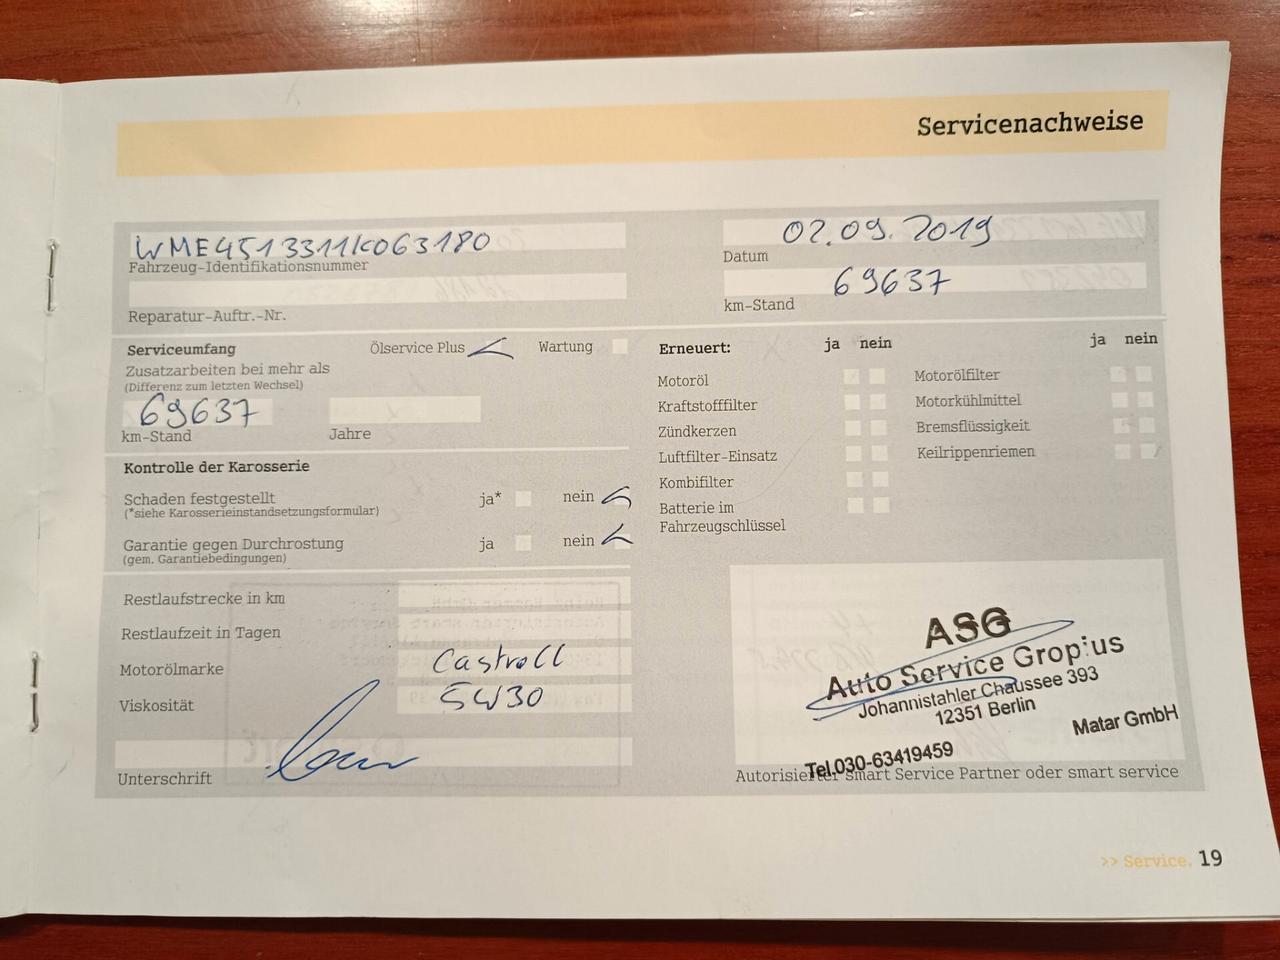 Servicenachweise
WME4513311K063180
Fahrzeug-Identifikationsnummer
02.09.2019
Datum
Reparatur-Auftr.-Nr.
69637
km-Stand
Serviceumfang
Ölservice Plus
Wartung
Zusatzarbeiten bei mehr als
(Differenz zum letzten Wechsel)
69637
km-Stand
Jahre
Kontrolle der Karosserie
Schaden festgestellt
(*siehe Karosserieinstandsetzungsformular)
ja*
nein
Garantie gegen Durchrostung
(gem. Garantiebedingungen)
ja
nein
Erneuert:
ja nein
ja nein
Motoröl
Kraftstofffilter
Zündkerzen
Luftfilter-Einsatz
Kombifilter
Batterie im
Fahrzeugschlüssel
Motorölfilter
Motorkühlmittel
Bremsflüssigkeit
Keilrippenriemen
Restlaufstrecke in km
Restlaufzeit in Tagen
Motorölmarke
Castroll
Viskosität
5W30
Unterschrift
ASG
Auto Service Gropius
Johannistahler Chaussee 393
12351 Berlin
Matar GmbH
Tel.030-63419459
Autorisierter smart Service Partner oder smart service
>> Service. 19